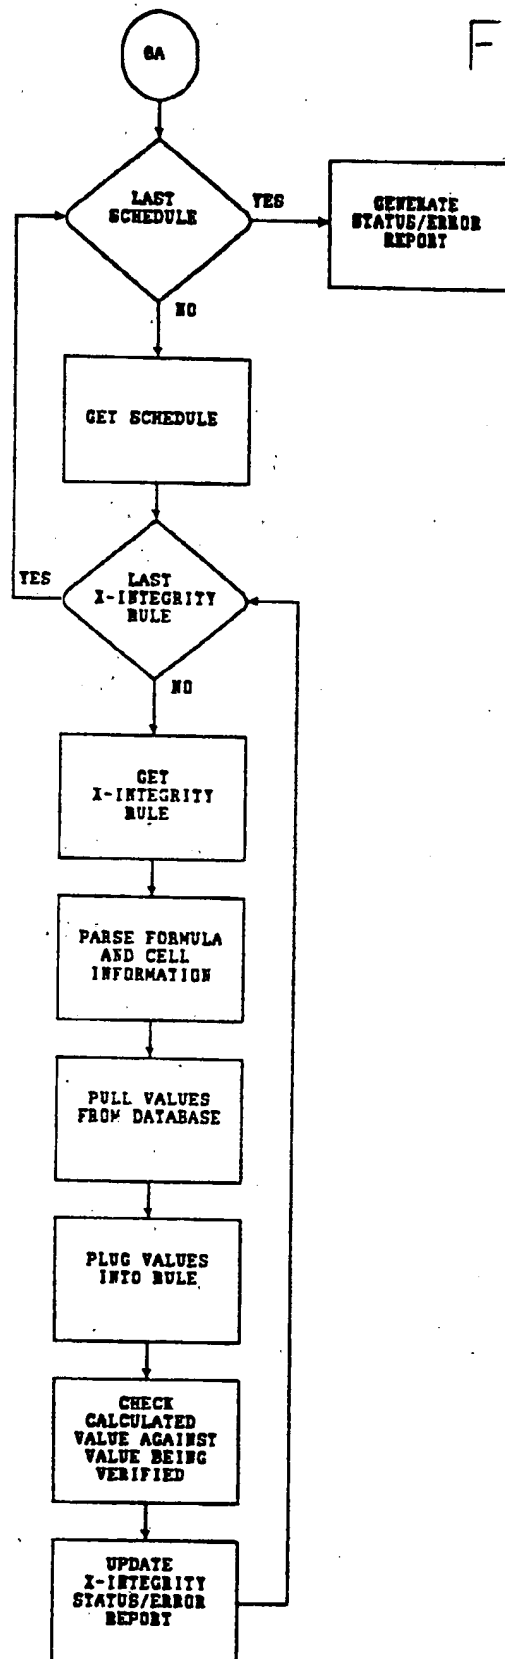 6A
F
LAST
SCHEDULE
YES
GENERATE
STATUS/ERROR
REPORT
NO
GET SCHEDULE
YES
LAST
X-INTEGRITY
RULE
NO
GET
X-INTEGRITY
RULE
PARSE FORMULA
AND CELL
INFORMATION
PULL VALUES
FROM DATABASE
PLUG VALUES
INTO RULE
CHECK
CALCULATED
VALUE AGAINST
VALUE BEING
VERIFIED
UPDATE
X-INTEGRITY
STATUS/ERROR
REPORT